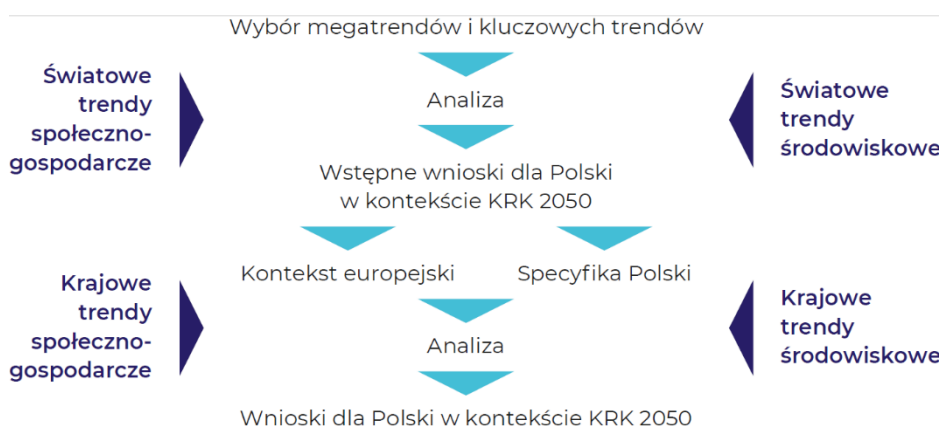 Wybór megatrendów i kluczowych trendów
Światowe
trendy
społeczno-
gospodarcze
Analiza
Światowe
trendy
środowiskowe
Wstępne wnioski dla Polski
w kontekście KRK 2050
Kontekst europejski
Specyfika Polski
Krajowe
trendy
społeczno-
gospodarcze
Analiza
Krajowe
trendy
środowiskowe
Wnioski dla Polski w kontekście KRK 2050